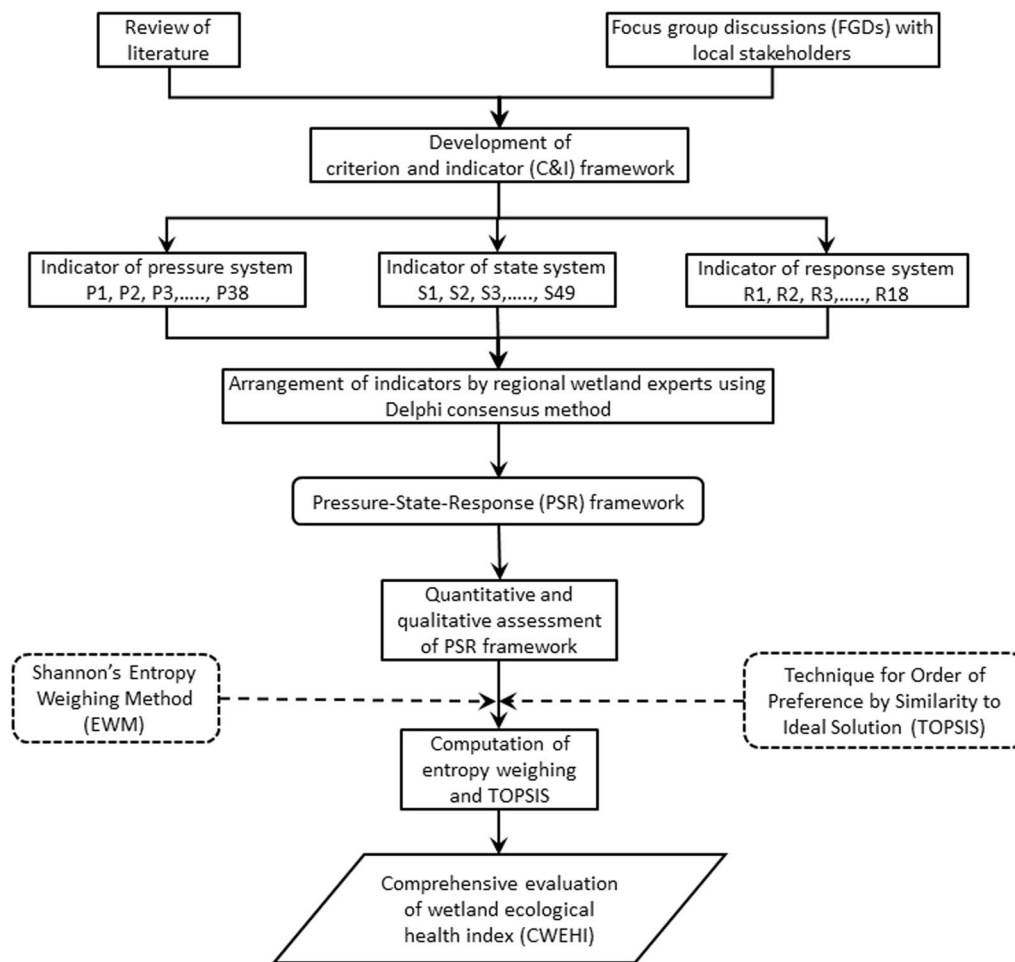 Review of
literature
Focus group discussions (FGDs) with
local stakeholders
Development of
criterion and indicator (C&I) framework
Indicator of pressure system
P1, P2, P3,....., P38
Indicator of state system
S1, S2, S3,....., S49
Indicator of response system
R1, R2, R3,....., R18
Arrangement of indicators by regional wetland experts using
Delphi consensus method
Pressure-State-Response (PSR) framework
Quantitative and
qualitative assessment
of PSR framework
Shannon's Entropy
Weighing Method
(EWM)
Technique for Order of
Preference by Similarity to
Ideal Solution (TOPSIS)
Computation of
entropy weighing
and TOPSIS
Comprehensive evaluation
of wetland ecological
health index (CWEHI)